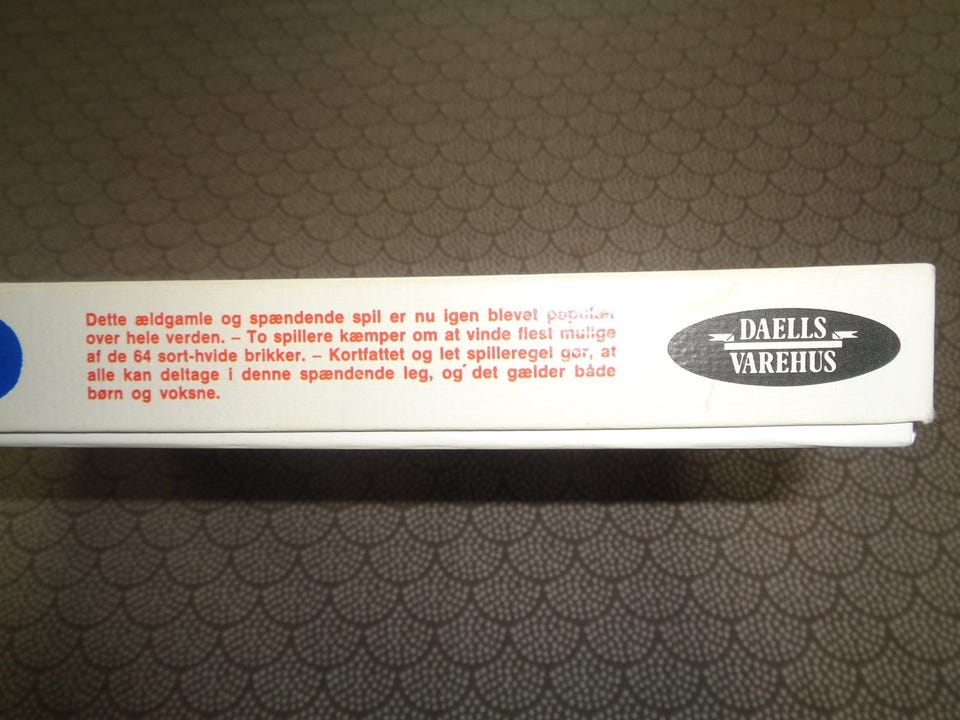 Dette ældgamle og spændende spil er nu igen blevet populær
over hele verden. – To spillere kæmper om at vinde flest mulige
af de 64 sort-hvide brikker. – Kortfattet og let spilleregel gør, at
alle kan deltage i denne spændende leg, og det gælder både
børn og voksne.
DAELLS
VAREHUS